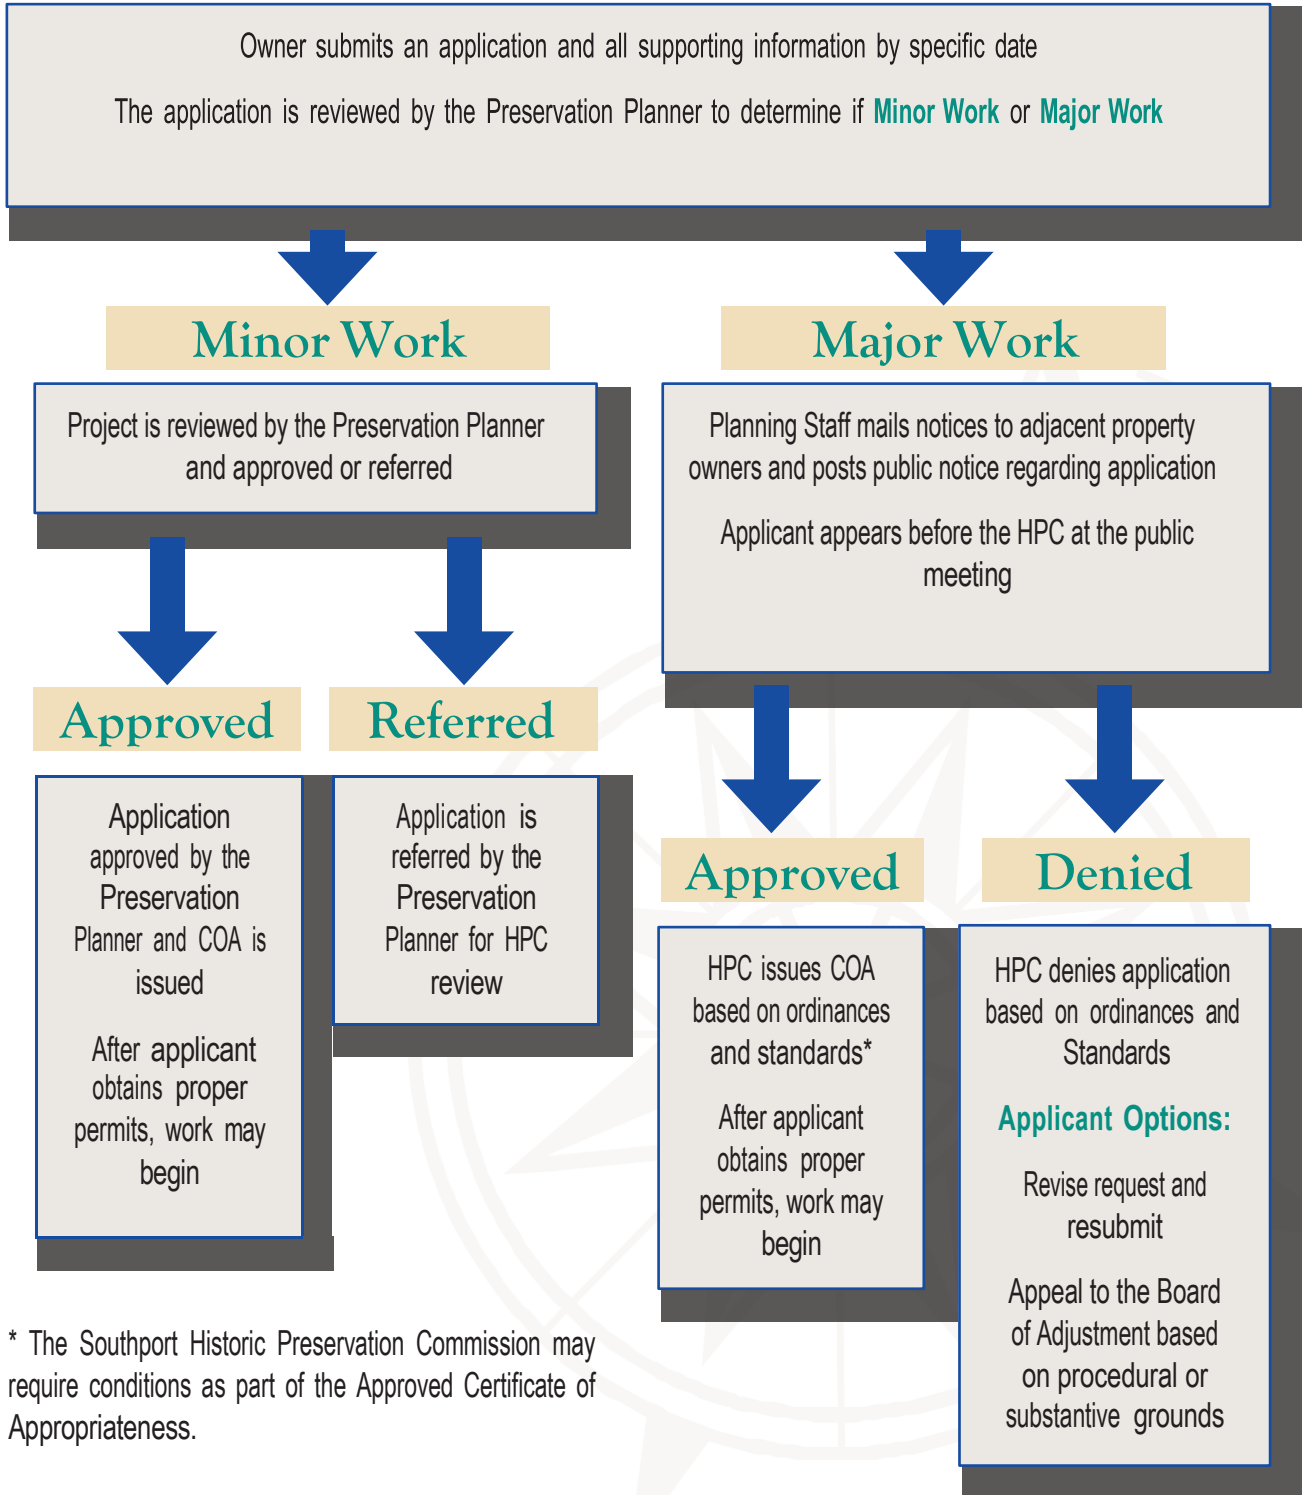 Owner submits an application and all supporting information by specific date
The application is reviewed by the Preservation Planner to determine if Minor Work or Major Work
Minor Work
Project is reviewed by the Preservation Planner
and approved or referred
Approved
Application
approved by the
Preservation
Planner and COA is
issued
After applicant
obtains proper
permits, work may
begin
Referred
Application is
referred by the
Preservation
Planner for HPC
review
Major Work
Planning Staff mails notices to adjacent property
owners and posts public notice regarding application
Applicant appears before the HPC at the public
meeting
Approved
HPC issues COA
based on ordinances
and standards*
After applicant
obtains proper
permits, work may
begin
Denied
HPC denies application
based on ordinances and
Standards
Applicant Options:
Revise request and
resubmit
Appeal to the Board
of Adjustment based
on procedural or
substantive grounds
* The Southport Historic Preservation Commission may
require conditions as part of the Approved Certificate of
Appropriateness.